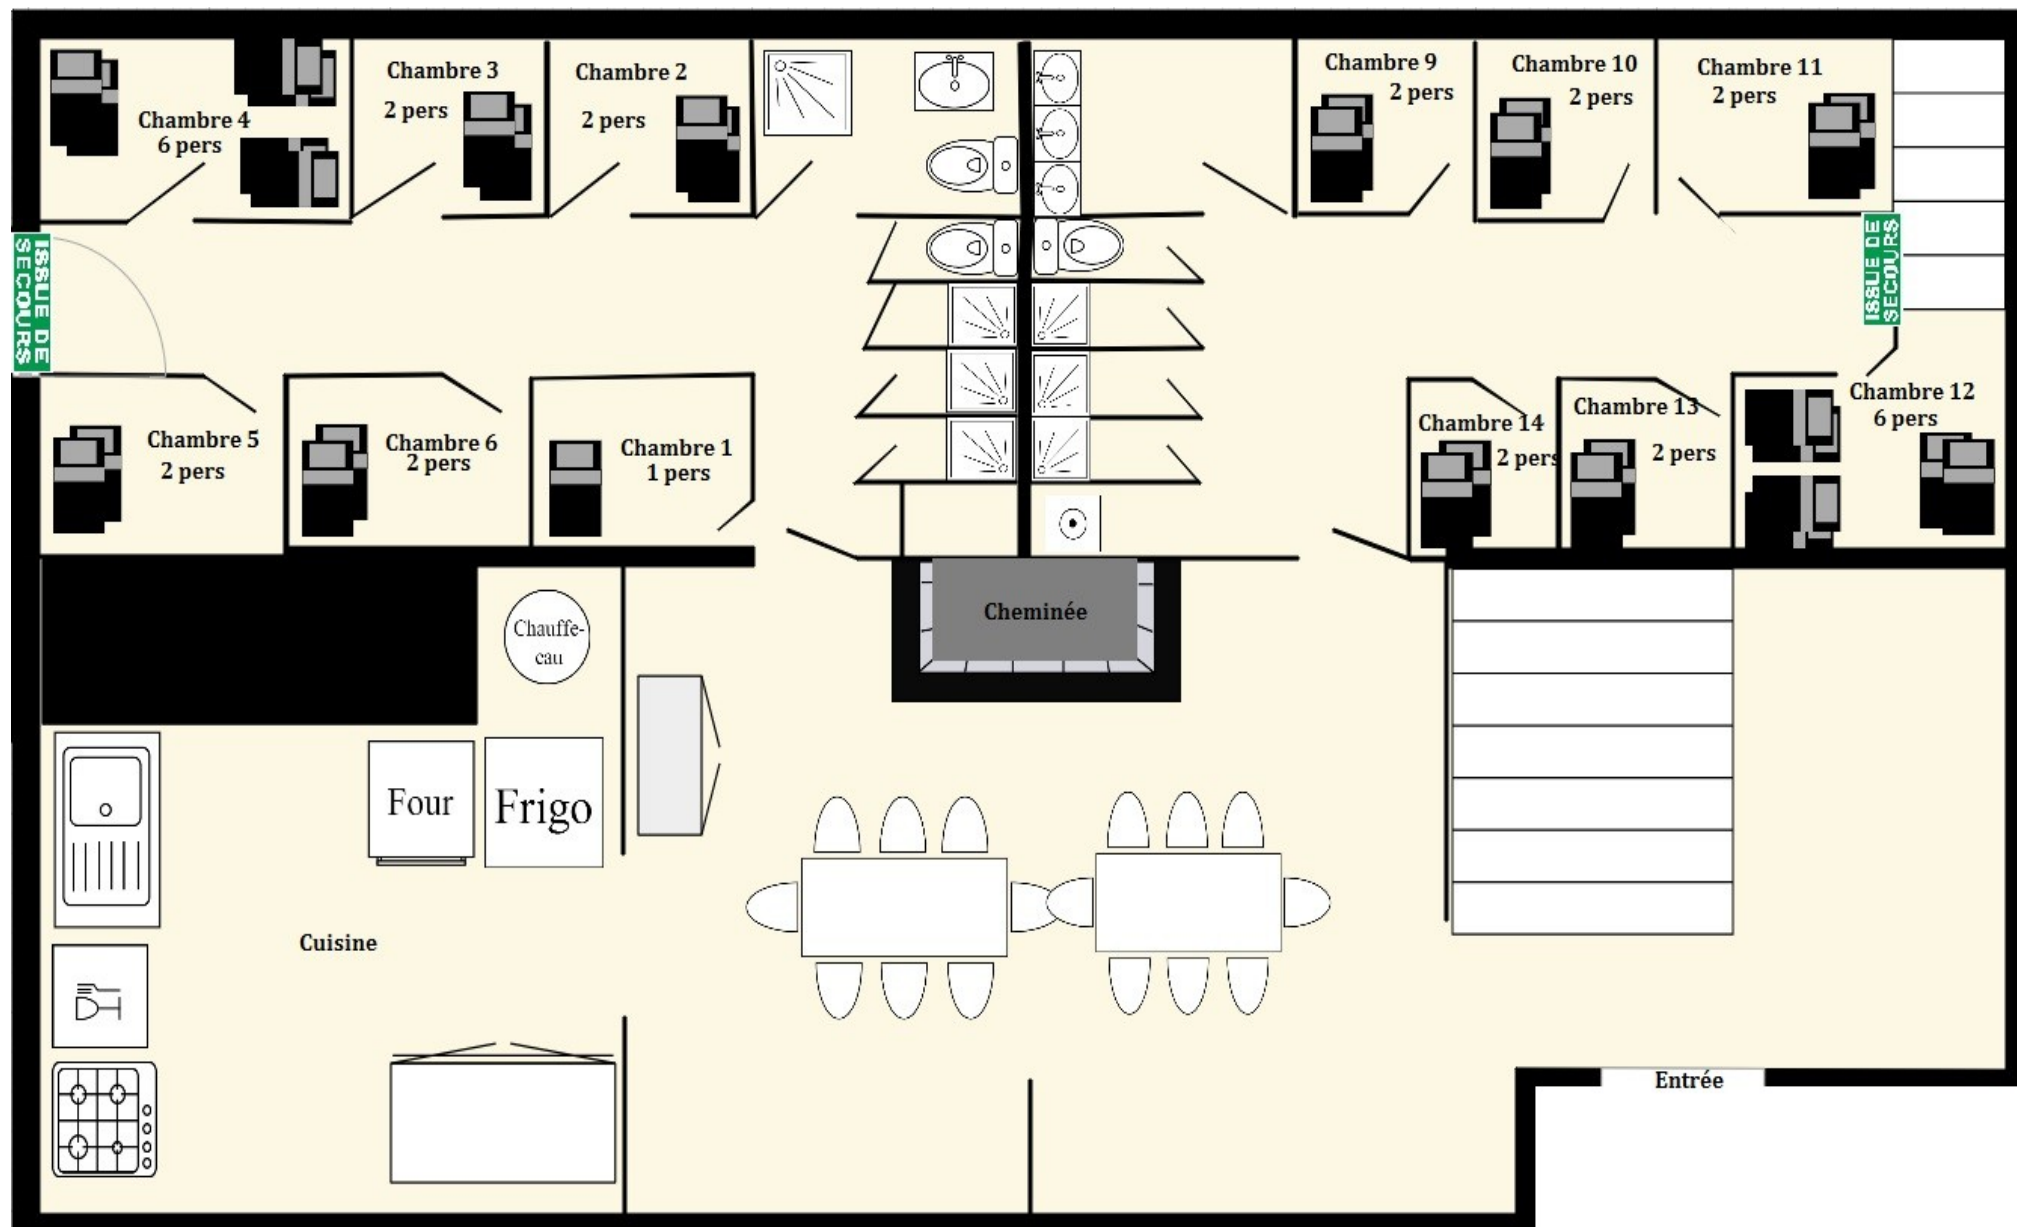 Chambre 4
6 pers
Chambre 3
2 pers
Chambre 2
2 pers
Chambre 9
2 pers
Chambre 10
2 pers
Chambre 11
2 pers
ISSUE DE
SECOURS
ISSUE DE
SECOURS
Chambre 5
2 pers
Chambre 6
2 pers
Chambre 1
1 pers
Chambre 14
2 pers
Chambre 13
2 pers
Chambre 12
6 pers
Chauffe-
eau
Cheminée
Four
Frigo
Cuisine
Entrée